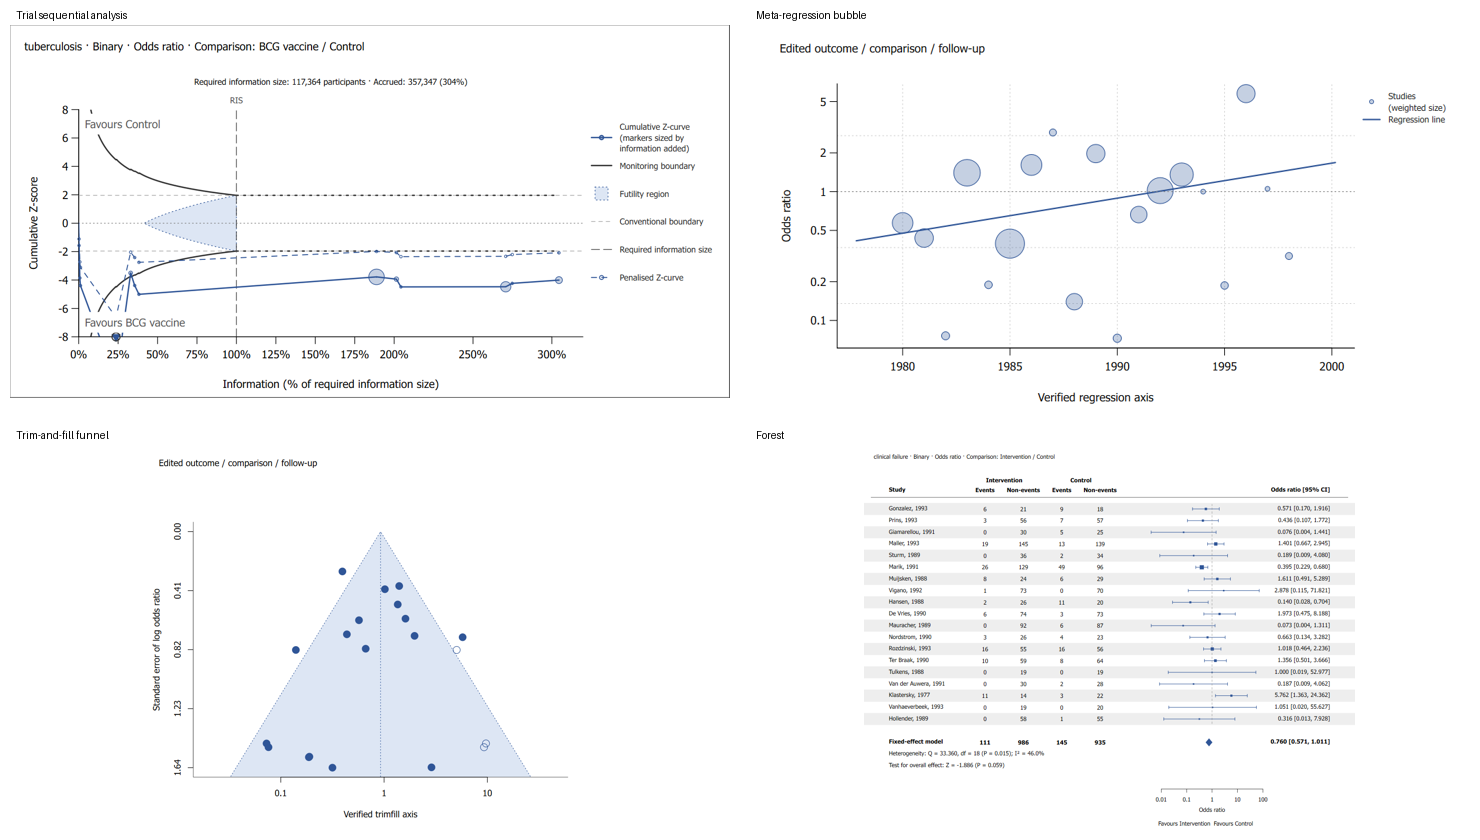 Trial sequential analysis
tuberculosis · Binary · Odds ratio · Comparison: BCG vaccine / Control
Required information size: 117,364 participants · Accrued: 357,347 (304%)
RIS
8
6
4
2
0
-2
-4
-6
-8
Cumulative Z-score
Favours Control
Favours BCG vaccine
0% 25% 50% 75% 100% 125% 150% 175% 200% 250% 300%
Information (% of required information size)
Cumulative Z-curve
(markers sized by
information added)
Monitoring boundary
Futility region
Conventional boundary
Required information size
Penalised Z-curve
Meta-regression bubble
Edited outcome / comparison / follow-up
5
2
1
0.5
0.2
0.1
Odds ratio
1980 1985 1990 1995 2000
Verified regression axis
Studies
(weighted size)
Regression line
Trim-and-fill funnel
Edited outcome / comparison / follow-up
0.00
0.41
0.82
1.23
1.64
Standard error of log odds ratio
0.1 1 10
Verified trimfill axis
Forest
clinical failure · Binary · Odds ratio · Comparison: Intervention / Control
Intervention Control
Study Events Non-events Events Non-events Odds ratio [95% CI]
Gonzalez, 1993 6 21 9 18 0.571 [0.170, 1.916]
Prins, 1993 3 56 7 57 0.436 [0.107, 1.772]
Giamarellou, 1991 0 30 5 25 0.076 [0.004, 1.441]
Maller, 1993 19 145 13 139 1.401 [0.667, 2.945]
Sturm, 1989 0 36 2 34 0.189 [0.009, 4.080]
Marik, 1991 26 129 49 96 0.395 [0.229, 0.680]
Muijsken, 1988 8 24 6 29 1.611 [0.491, 5.289]
Vigano, 1992 1 73 0 70 2.878 [0.115, 71.821]
Hansen, 1988 2 26 11 20 0.140 [0.028, 0.704]
De Vries, 1990 6 74 3 73 1.973 [0.475, 8.188]
Mauracher, 1989 0 92 6 87 0.073 [0.004, 1.311]
Nordstrom, 1990 3 26 4 23 0.663 [0.134, 3.282]
Rozdzinski, 1993 16 55 16 56 1.018 [0.464, 2.236]
Ter Braak, 1990 10 59 8 64 1.356 [0.501, 3.666]
Tulkens, 1988 0 19 0 19 1.000 [0.019, 52.977]
Van der Auwera, 1991 0 30 2 28 0.187 [0.009, 4.062]
Klastersky, 1977 11 14 3 22 5.762 [1.363, 24.362]
Vanhaeverbeek, 1993 0 19 0 20 1.051 [0.020, 55.627]
Hollender, 1989 0 58 1 55 0.316 [0.013, 7.928]
Fixed-effect model 111 986 145 935 0.760 [0.571, 1.011]
Heterogeneity: Q = 33.360, df = 18 (P = 0.015); I² = 46.0%
Test for overall effect: Z = -1.886 (P = 0.059)
0.01 0.1 1 10 100
Odds ratio
Favours Intervention Favours Control